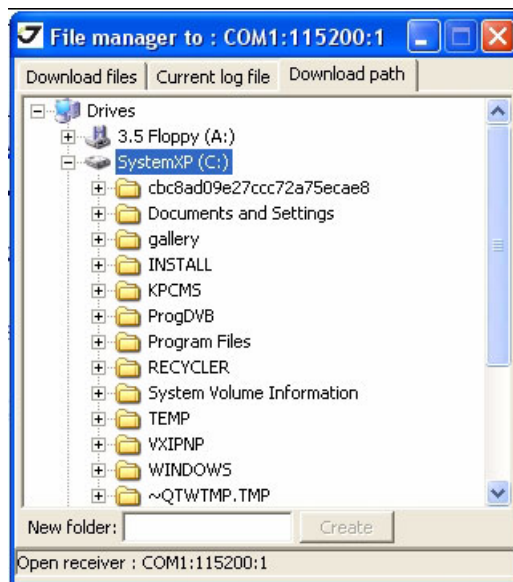 File manager to : COM1:115200:1
Download files Current log file Download path
Drives
3.5 Floppy (A:)
SystemXP (C:)
cbc8ad09e27ccc72a75ecae8
Documents and Settings
gallery
INSTALL
KPCMS
ProgDVB
Program Files
RECYCLER
System Volume Information
TEMP
VXIPNP
WINDOWS
~QTWTMP.TMP
New folder: Create
Open receiver : COM1:115200:1